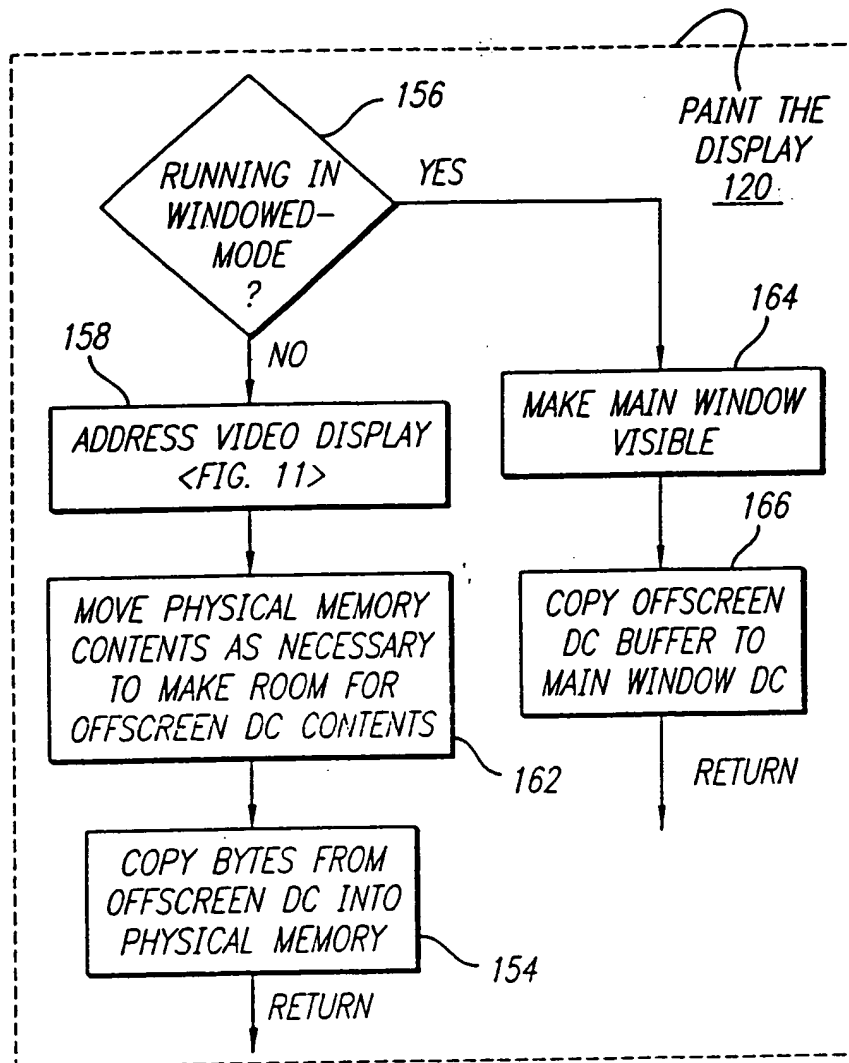 PAINT THE
DISPLAY
120
156
RUNNING IN
WINDOWED-
MODE
?
YES
NO
158
ADDRESS VIDEO DISPLAY
<FIG. 11>
MOVE PHYSICAL MEMORY
CONTENTS AS NECESSARY
TO MAKE ROOM FOR
OFFSCREEN DC CONTENTS
162
COPY BYTES FROM
OFFSCREEN DC INTO
PHYSICAL MEMORY
154
RETURN
164
MAKE MAIN WINDOW
VISIBLE
166
COPY OFFSCREEN
DC BUFFER TO
MAIN WINDOW DC
RETURN